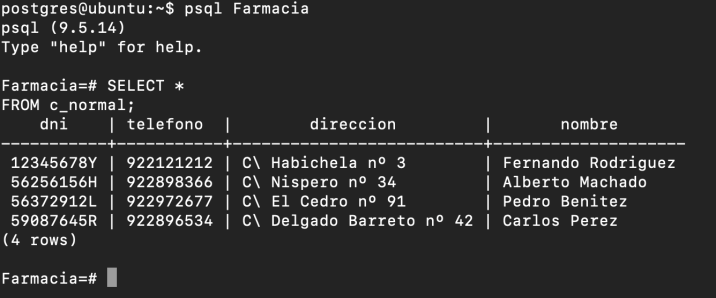 postgres@ubuntu:~$ psql Farmacia
psql (9.5.14)
Type "help" for help.

Farmacia=# SELECT *
FROM c_normal;
    dni    | telefono  |         direccion         |       nombre
-----------+-----------+---------------------------+--------------------
 12345678Y | 922121212 | C\ Habichela nº 3         | Fernando Rodriguez
 56256156H | 922898366 | C\ Nispero nº 34          | Alberto Machado
 56372912L | 922972677 | C\ El Cedro nº 91         | Pedro Benitez
 59087645R | 922896534 | C\ Delgado Barreto nº 42 | Carlos Perez
(4 rows)

Farmacia=#